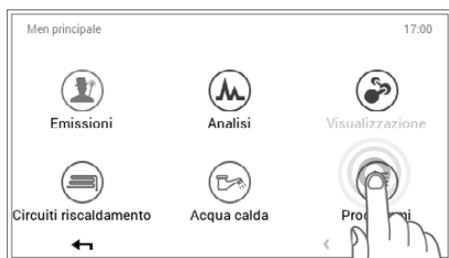 Men principale 17:00
Emissioni Analisi Visualizzazione
Circuiti riscaldamento Acqua calda